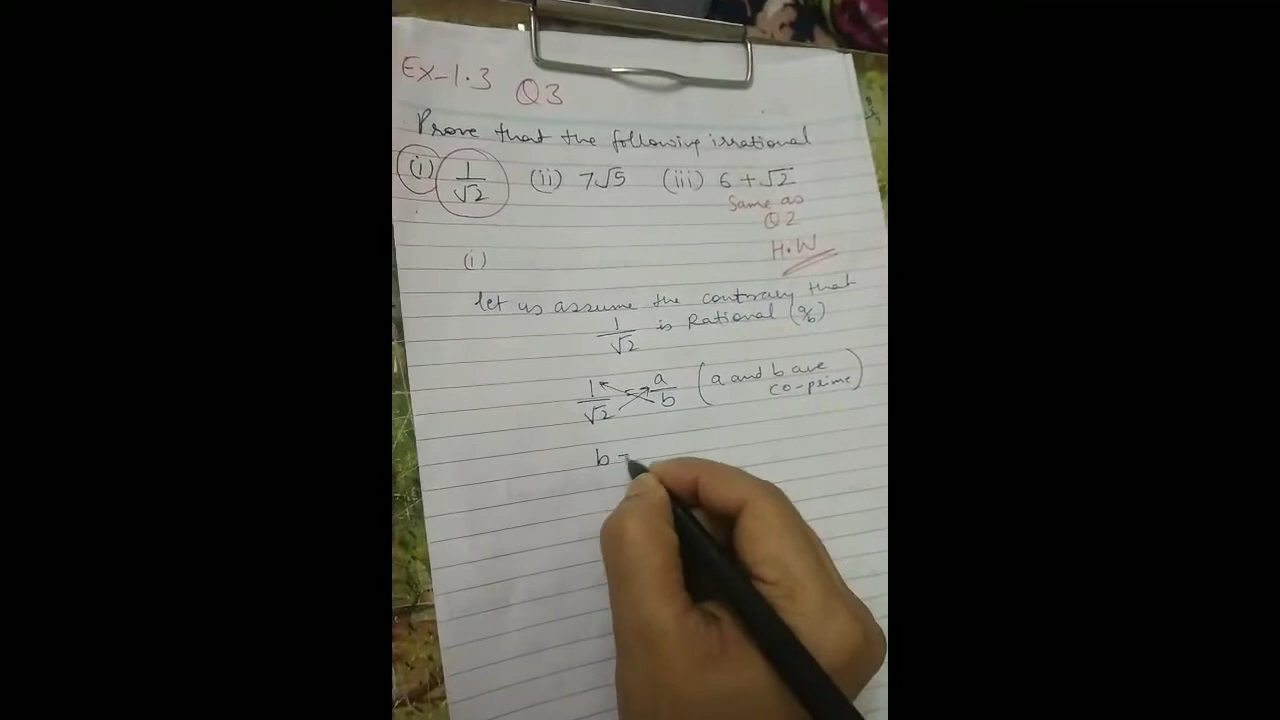 Ex-1.3 Q3
Prove that the following irrational
(i) 1/√2 (ii) 7√5 (iii) 6 + √2
Same as
Q2
H.W
(i)
let us assume the contrary that
1/√2 is Rational (a/b)
1/√2 = a/b (a and b are
co-prime)
b =